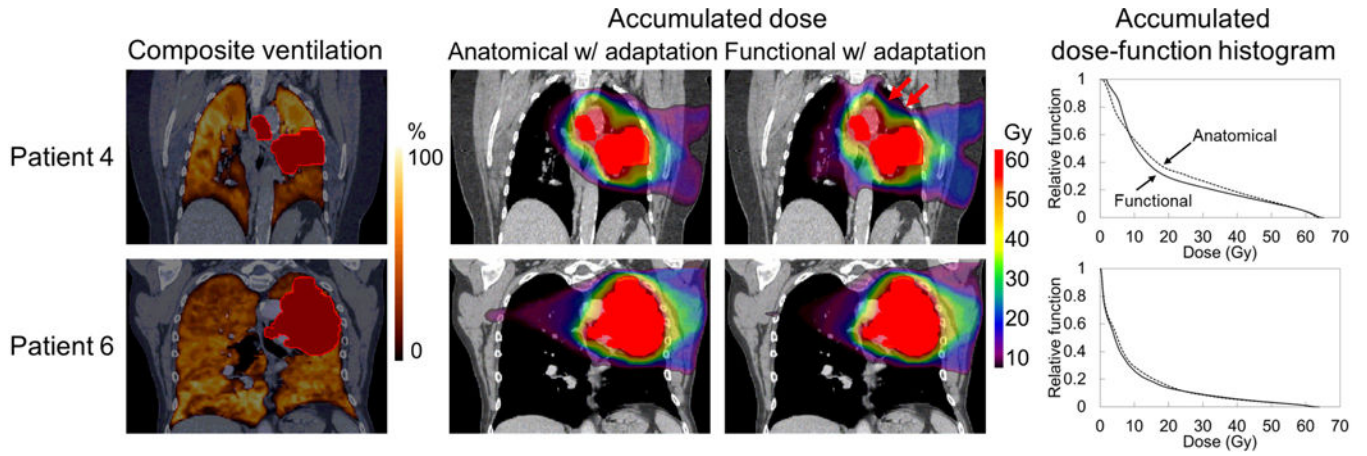 Accumulated dose
Accumulated
dose-function histogram
Composite ventilation
Anatomical w/ adaptation
Functional w/ adaptation
Patient 4
%
100
0
Gy
60
50
40
30
20
10
Relative function
1
0.8
0.6
0.4
0.2
0
Anatomical
Functional
0 10 20 30 40 50 60 70
Dose (Gy)
Patient 6
Relative function
1
0.8
0.6
0.4
0.2
0
0 10 20 30 40 50 60 70
Dose (Gy)